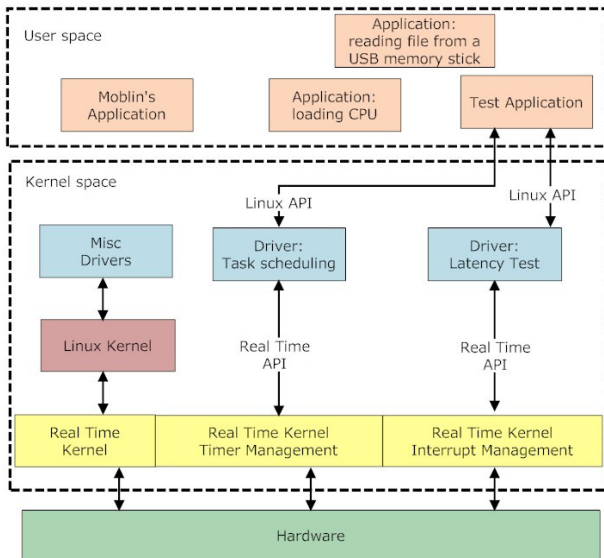 User space
Application:
reading file from a
USB memory stick
Moblin's
Application
Application:
loading CPU
Test Application
Kernel space
Linux API
Linux API
Misc
Drivers
Driver:
Task scheduling
Driver:
Latency Test
Linux Kernel
Real Time
API
Real Time
API
Real Time
Kernel
Real Time Kernel
Timer Management
Real Time Kernel
Interrupt Management
Hardware